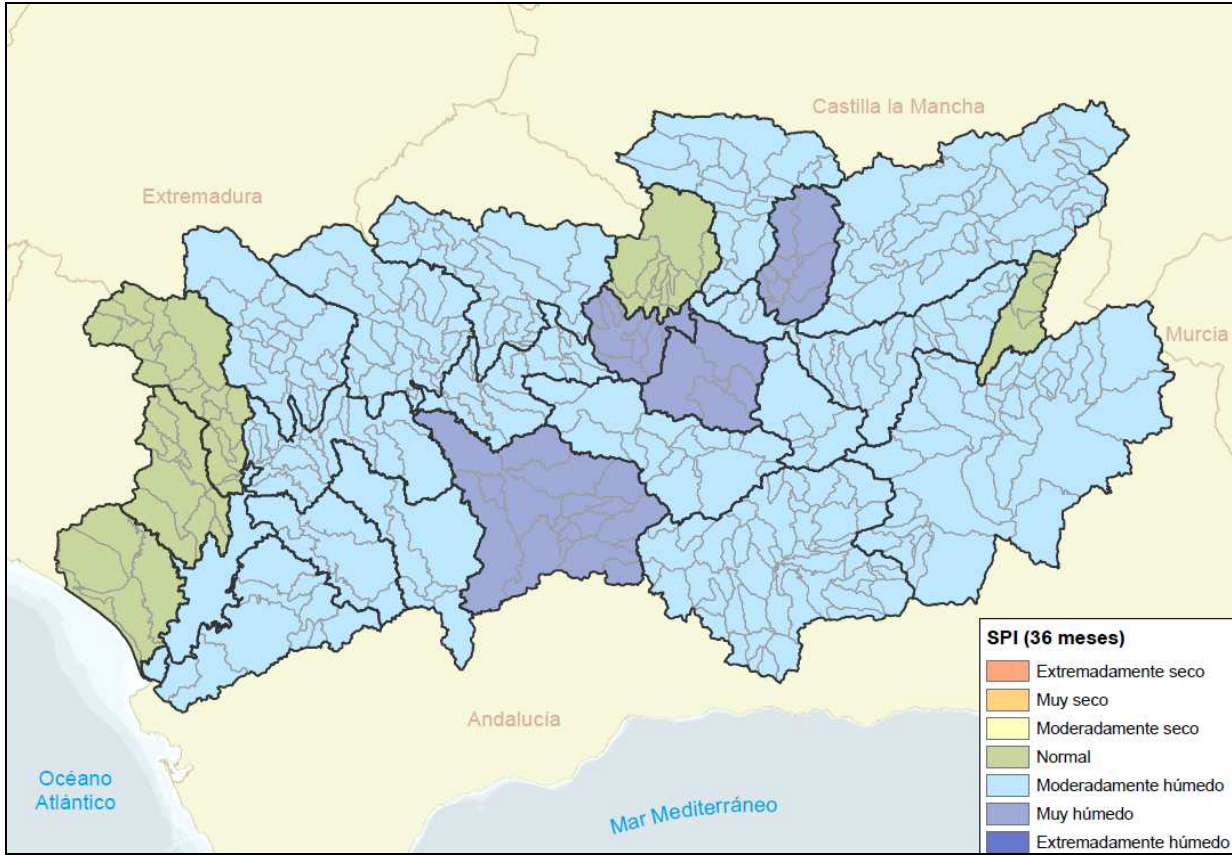 Castilla la Mancha
Extremadura
Murcia
Andalucía
Océano
Atlántico
Mar Mediterráneo
SPI (36 meses)
Extremadamente seco
Muy seco
Moderadamente seco
Normal
Moderadamente húmedo
Muy húmedo
Extremadamente húmedo